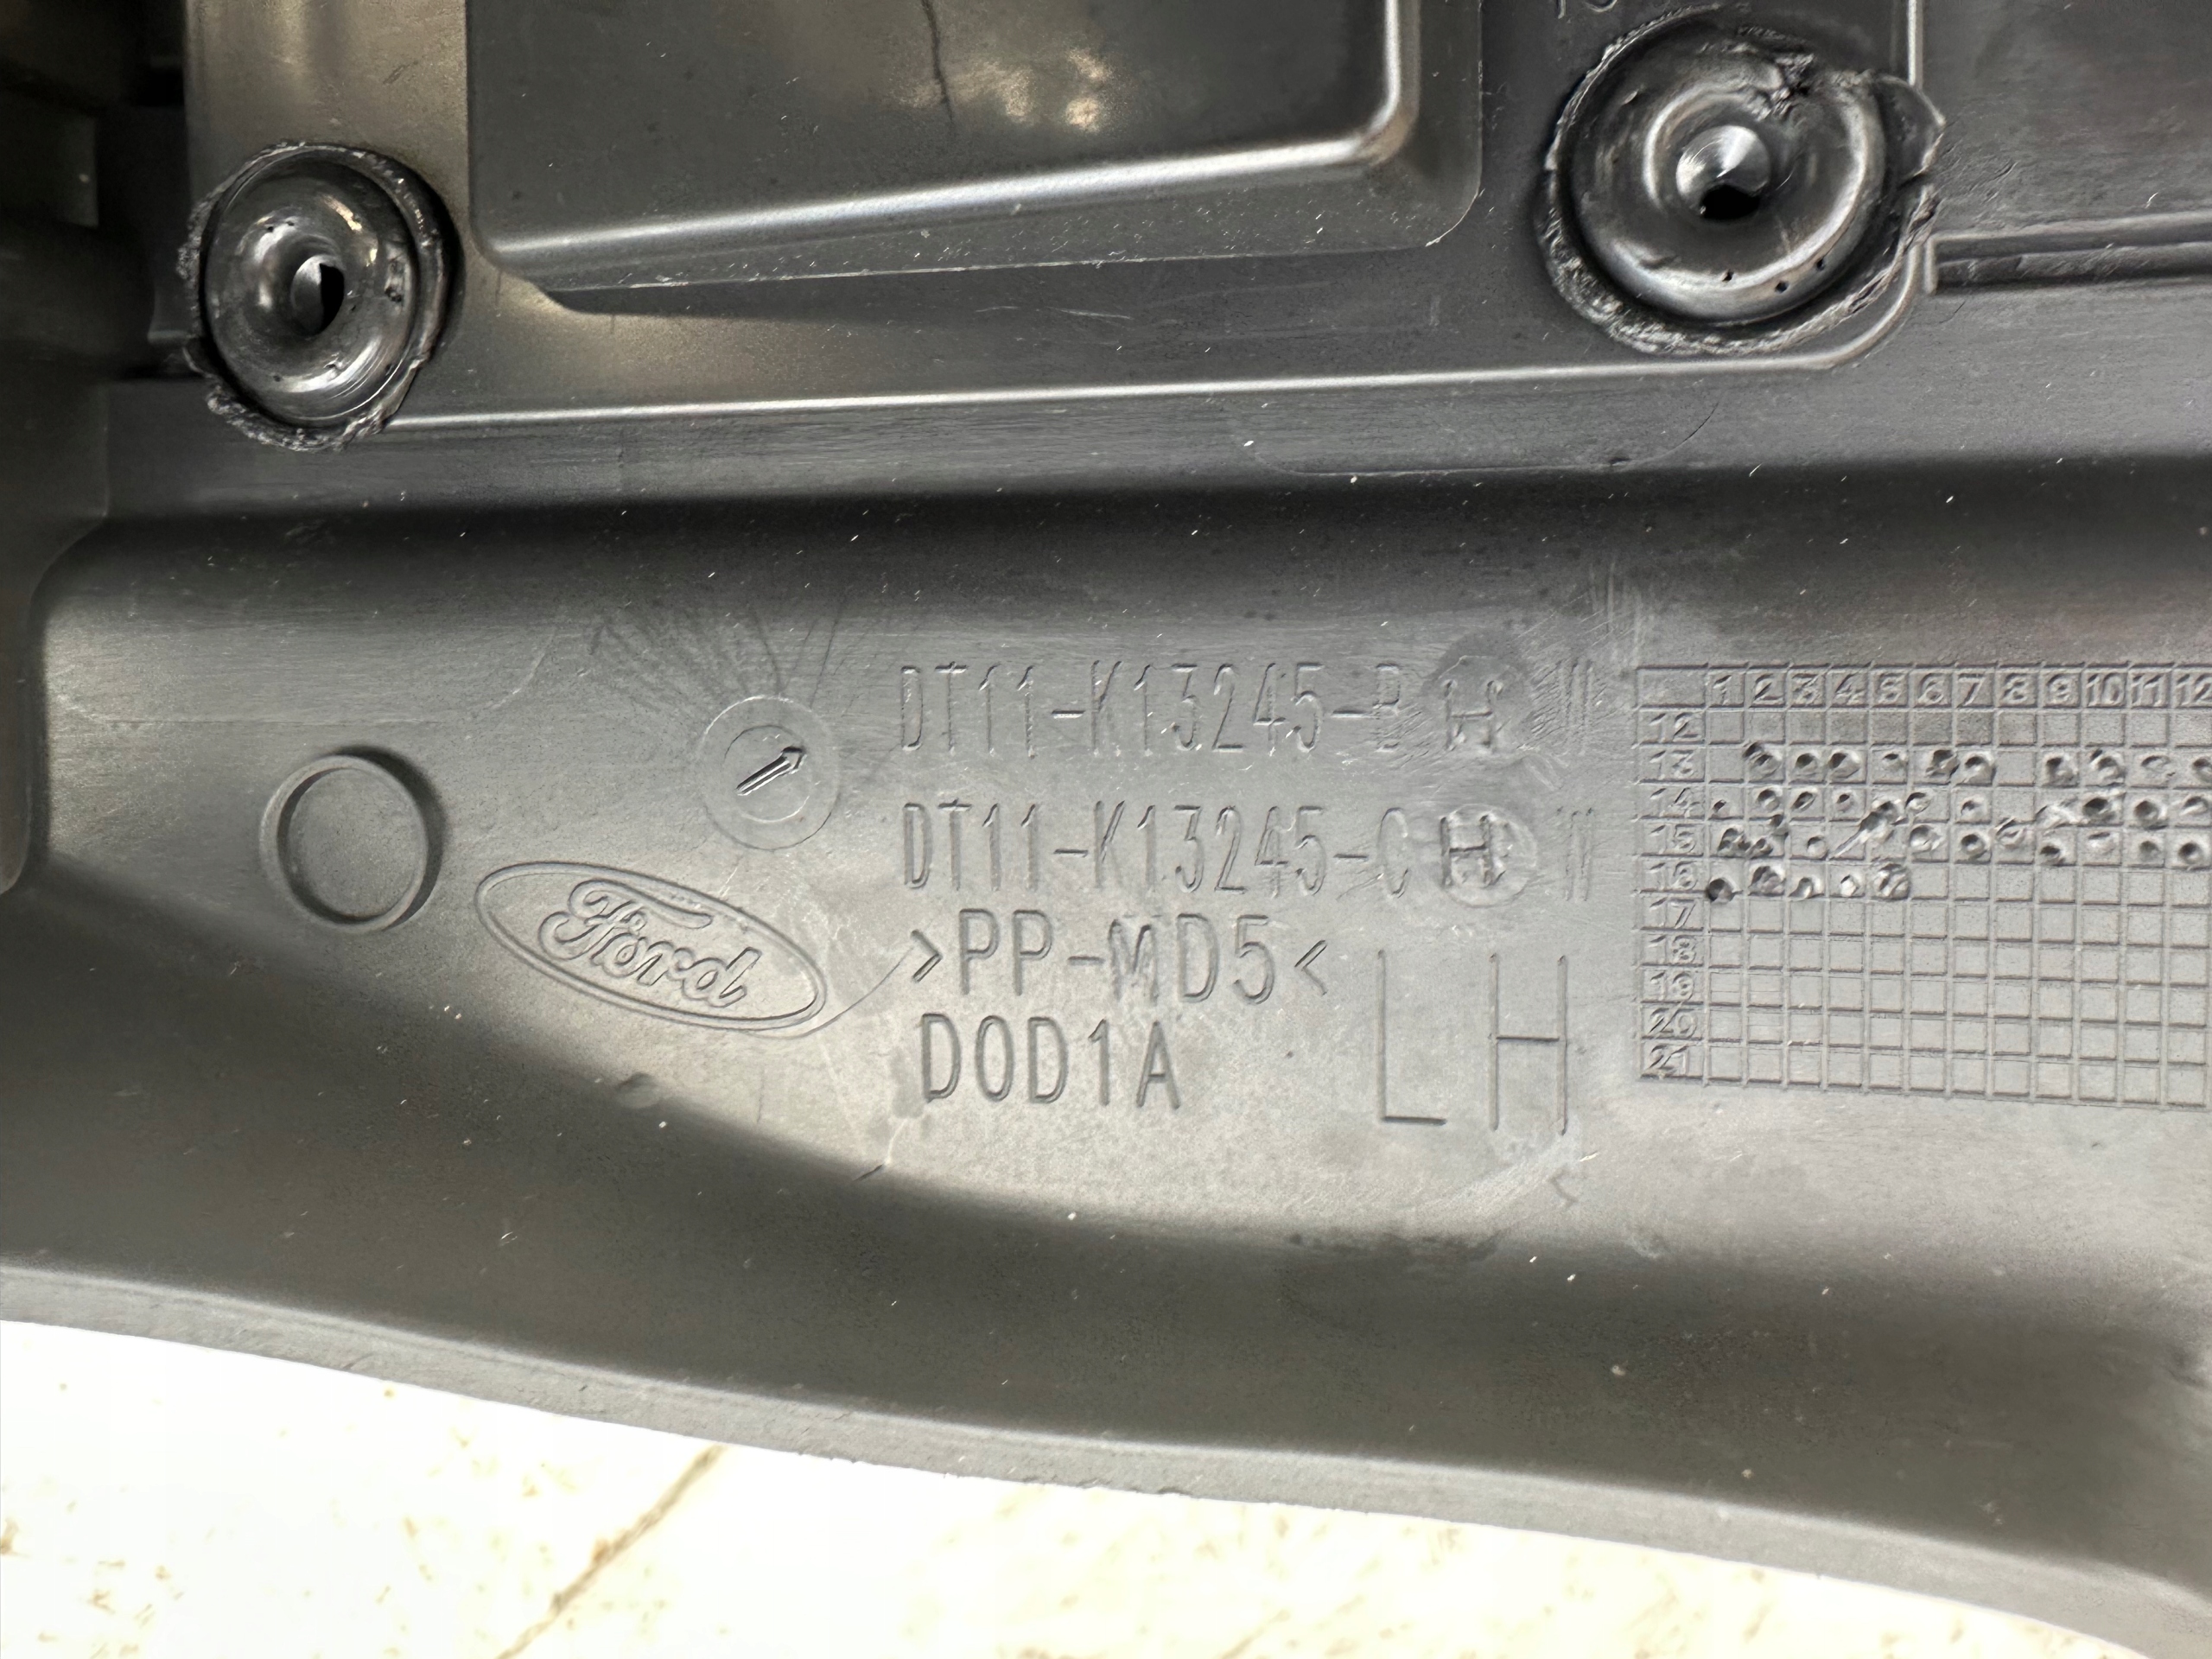 DT11-K13245-B H
DT11-K13245-C H
Ford
>PP-MD5<
D0D1A
LH
1 2 3 4 5 6 7 8 9 10 11 12
12
13
14
15
16
17
18
19
20
21